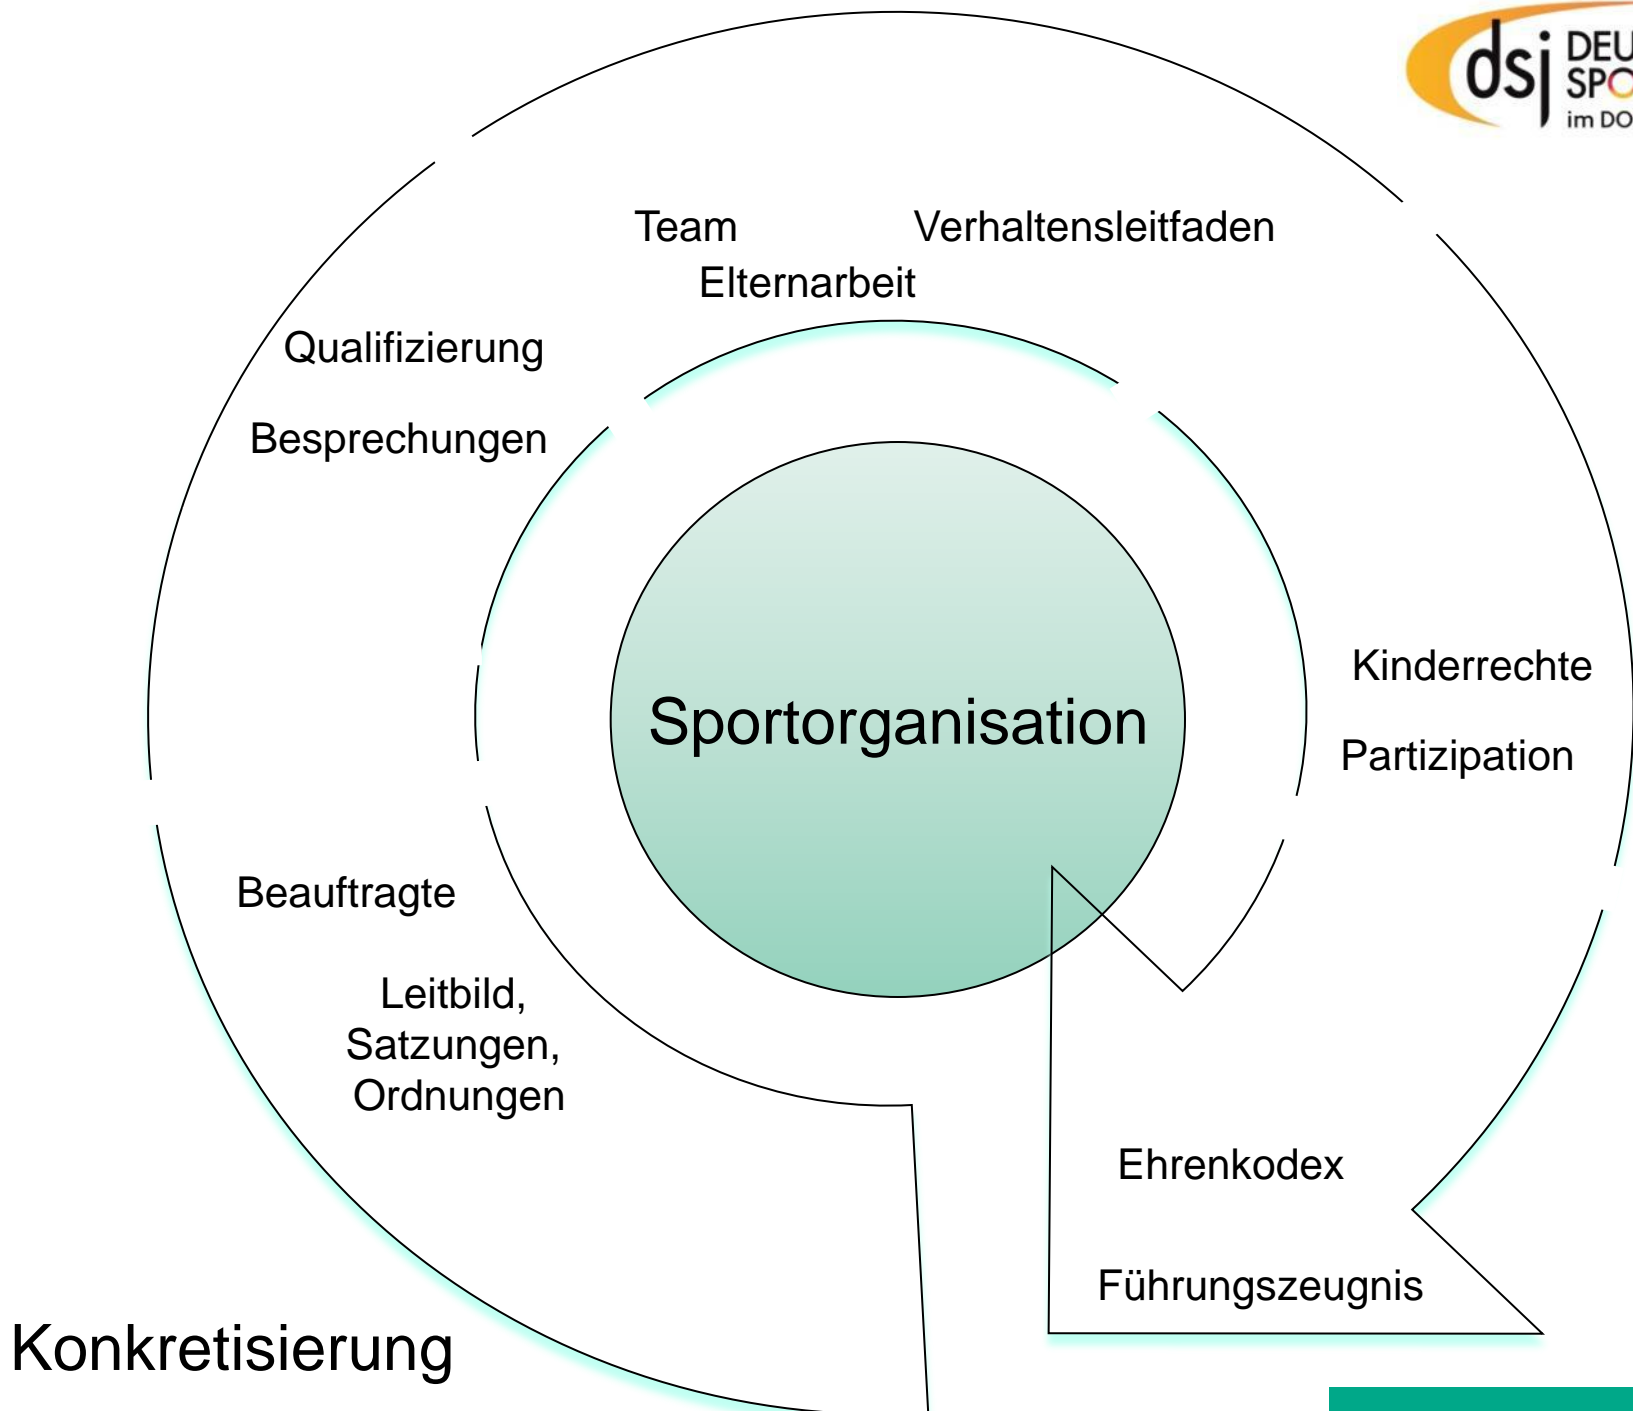 dsj
DEU
SPO
im DO
Team
Verhaltensleitfaden
Elternarbeit
Qualifizierung
Besprechungen
Sportorganisation
Kinderrechte
Partizipation
Beauftragte
Leitbild,
Satzungen,
Ordnungen
Ehrenkodex
Führungszeugnis
Konkretisierung